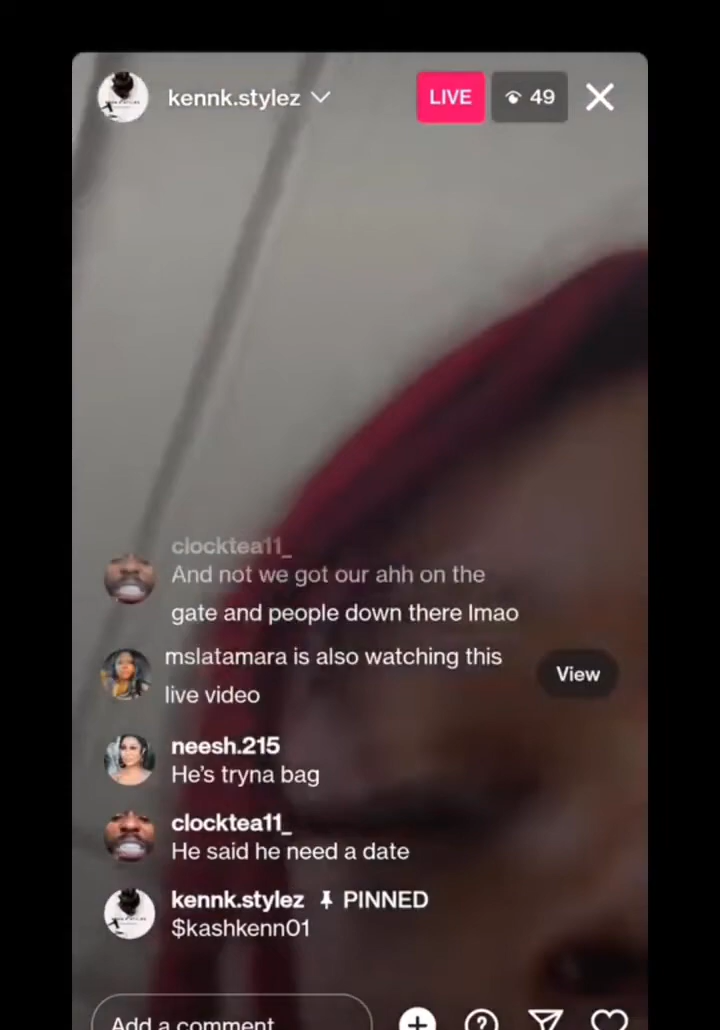 kennk.stylez
LIVE
49
clocktea11_
And not we got our ahh on the
gate and people down there lmao
mslatamara is also watching this
live video
View
neesh.215
He's tryna bag
clocktea11_
He said he need a date
kennk.stylez PINNED
$kashkenn01
Add a comment